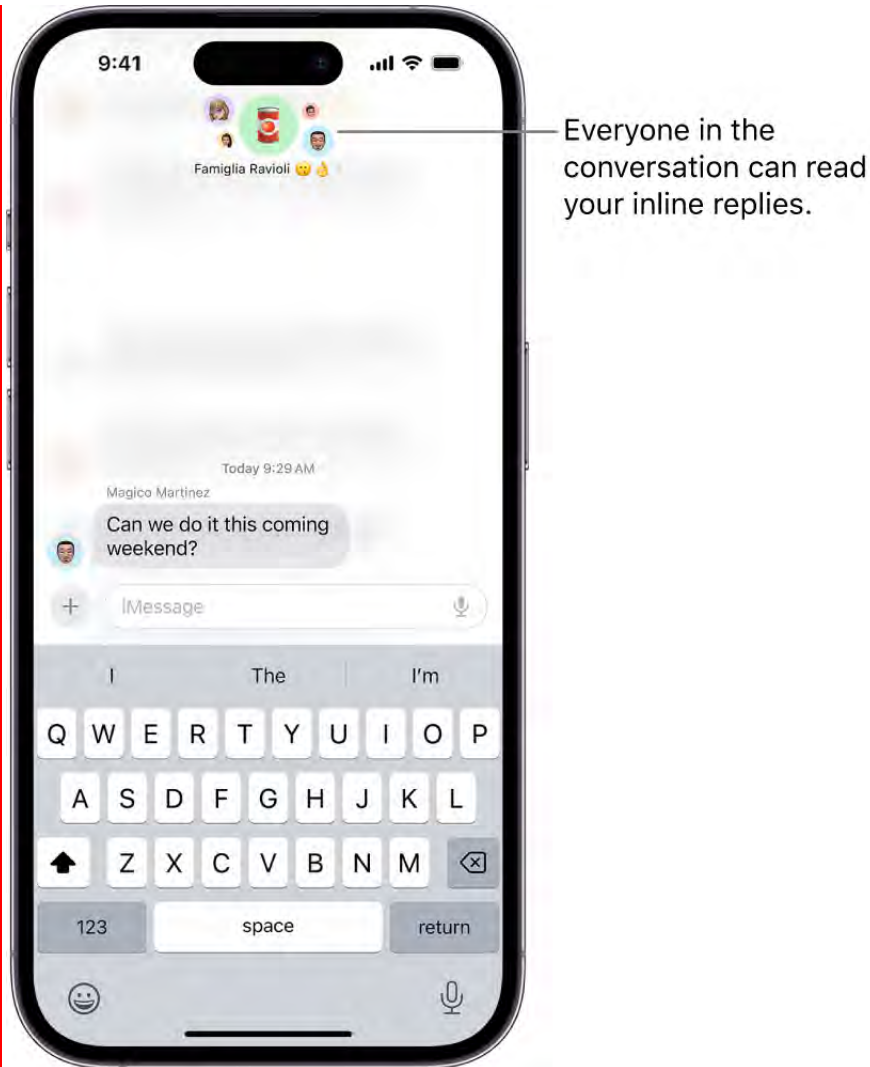 9:41
Famiglia Ravioli 🤫👌
Everyone in the
conversation can read
your inline replies.
Today 9:29 AM
Magico Martinez
Can we do it this coming
weekend?
iMessage
I The I'm
Q W E R T Y U I O P
A S D F G H J K L
Z X C V B N M
123 space return